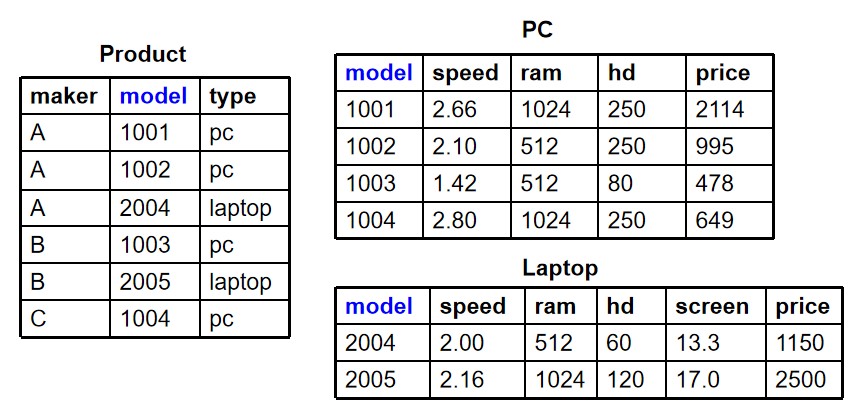 Product
maker model type
A 1001 pc
A 1002 pc
A 2004 laptop
B 1003 pc
B 2005 laptop
C 1004 pc
PC
model speed ram hd price
1001 2.66 1024 250 2114
1002 2.10 512 250 995
1003 1.42 512 80 478
1004 2.80 1024 250 649
Laptop
model speed ram hd screen price
2004 2.00 512 60 13.3 1150
2005 2.16 1024 120 17.0 2500